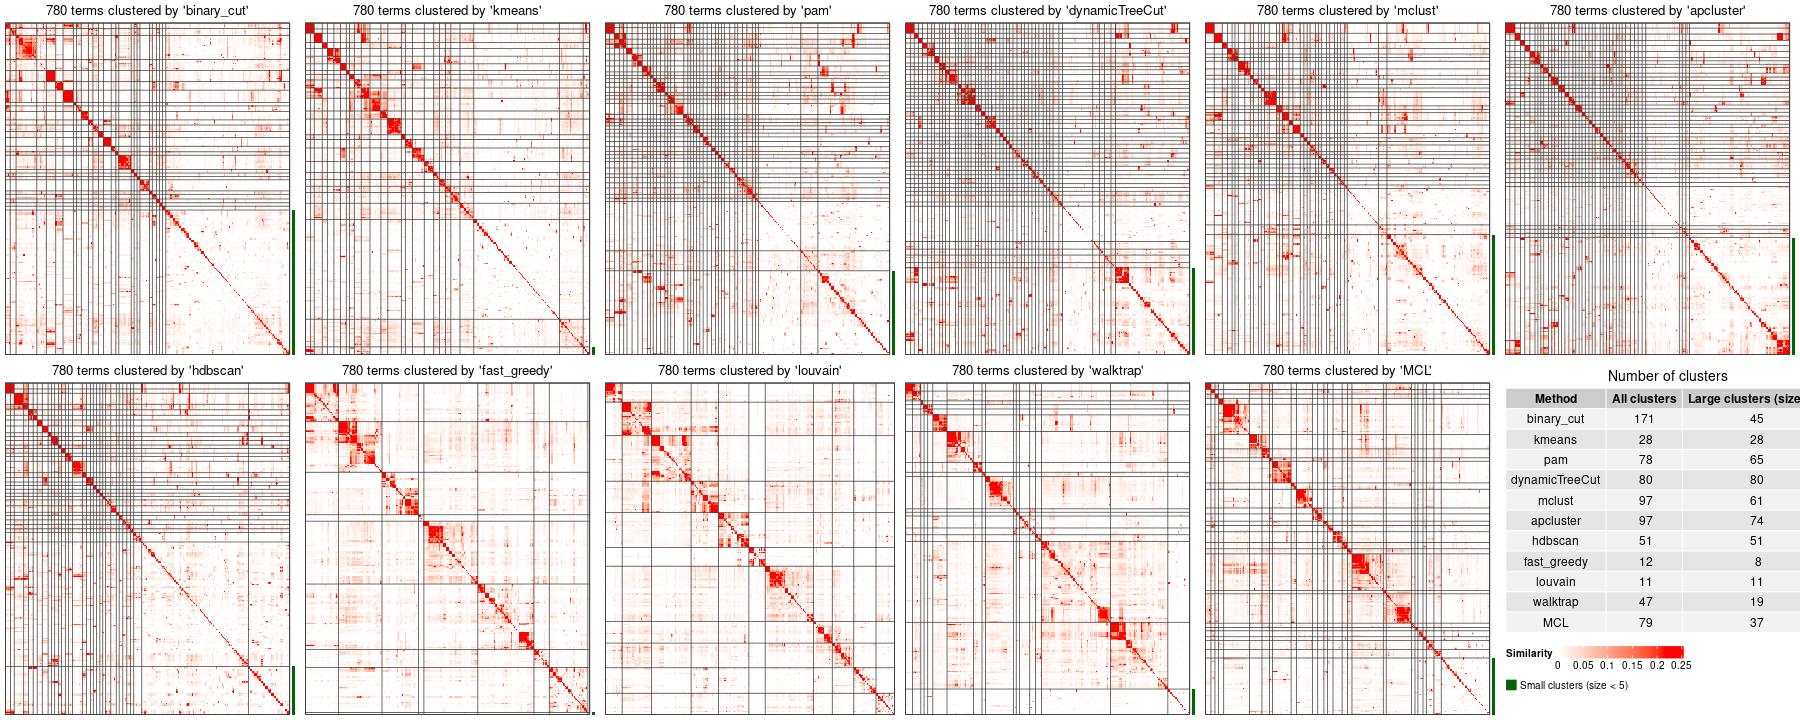 780 terms clustered by 'binary_cut'
780 terms clustered by 'kmeans'
780 terms clustered by 'pam'
780 terms clustered by 'dynamicTreeCut'
780 terms clustered by 'mclust'
780 terms clustered by 'apcluster'
780 terms clustered by 'hdbscan'
780 terms clustered by 'fast_greedy'
780 terms clustered by 'louvain'
780 terms clustered by 'walktrap'
780 terms clustered by 'MCL'
Number of clusters
Method All clusters Large clusters (size
binary_cut 171 45
kmeans 28 28
pam 78 65
dynamicTreeCut 80 80
mclust 97 61
apcluster 97 74
hdbscan 51 51
fast_greedy 12 8
louvain 11 11
walktrap 47 19
MCL 79 37
Similarity
0 0.05 0.1 0.15 0.2 0.25
Small clusters (size < 5)